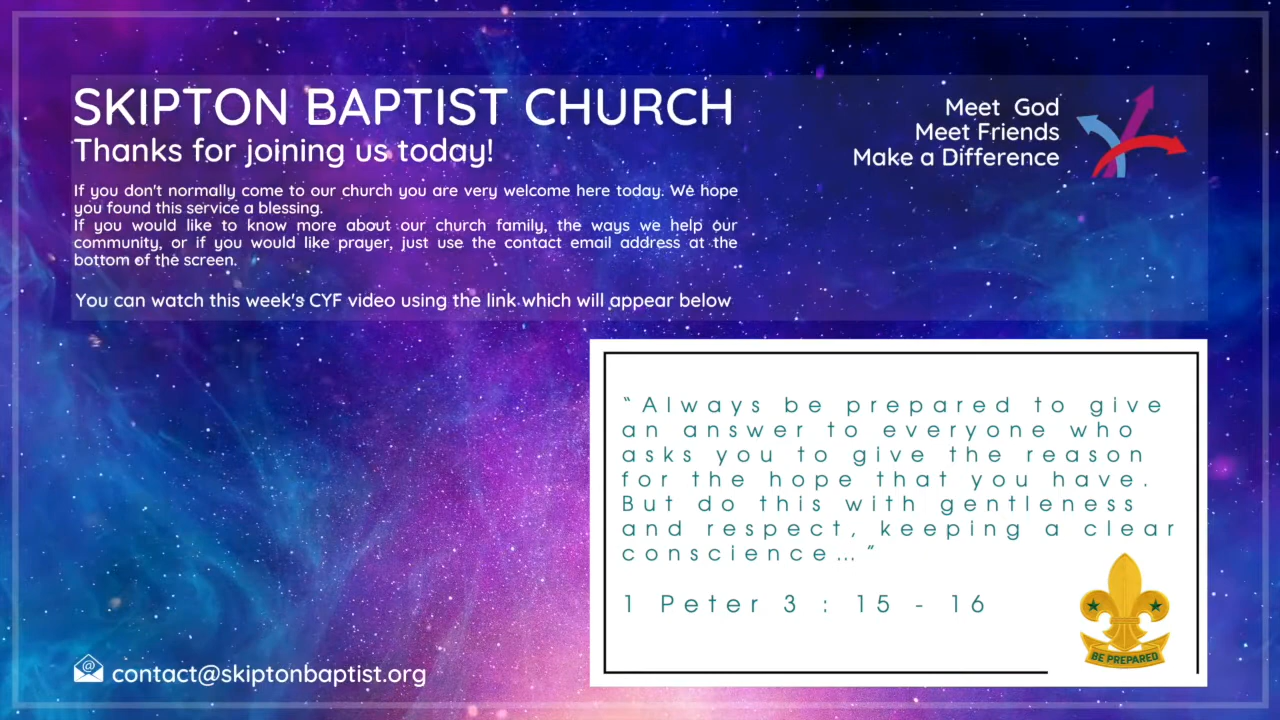 SKIPTON BAPTIST CHURCH
Thanks for joining us today!
If you don't normally come to our church you are very welcome here today. We hope
you found this service a blessing.
If you would like to know more about our church family, the ways we help our
community, or if you would like prayer, just use the contact email address at the
bottom of the screen.
You can watch this week's CYF video using the link which will appear below
Meet God
Meet Friends
Make a Difference
“Always be prepared to give
an answer to everyone who
asks you to give the reason
for the hope that you have.
But do this with gentleness
and respect, keeping a clear
conscience…”
1 Peter 3 : 15 - 16
BE PREPARED
@ contact@skiptonbaptist.org